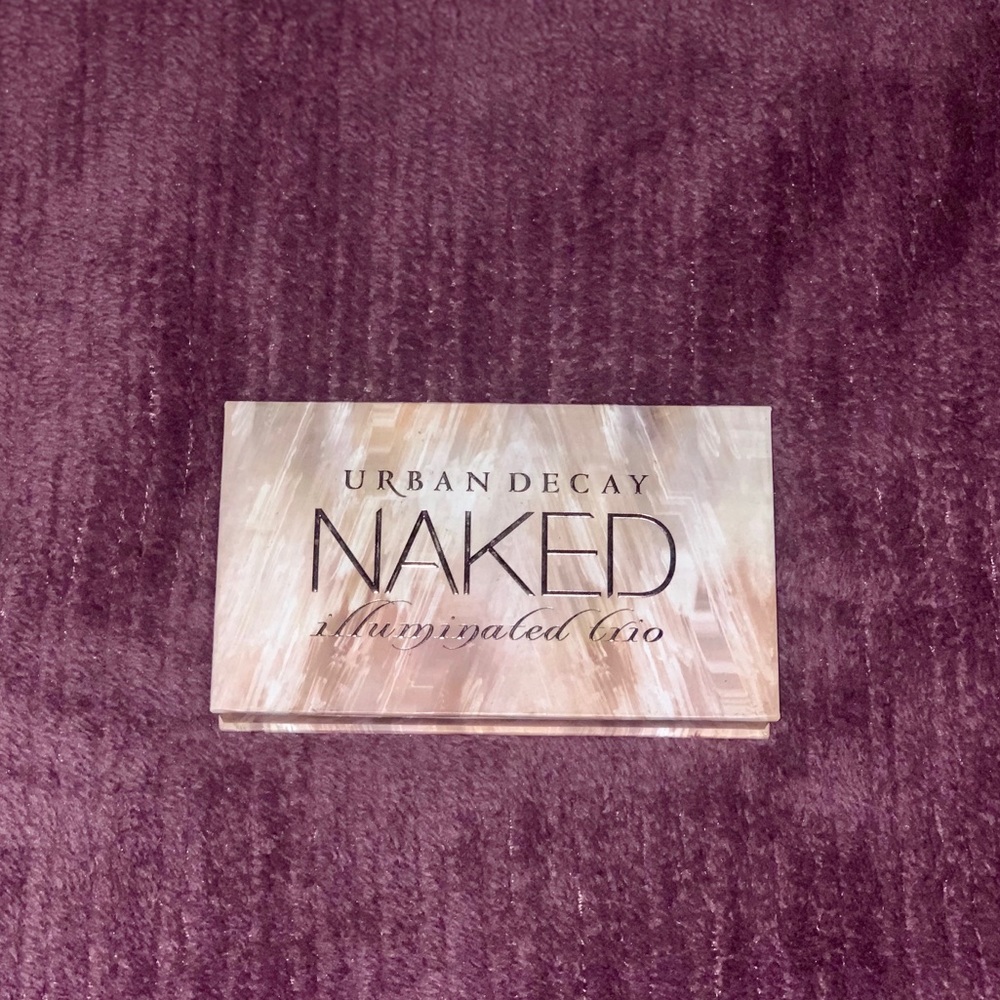 URBAN DECAY
NAKED
illuminated trio